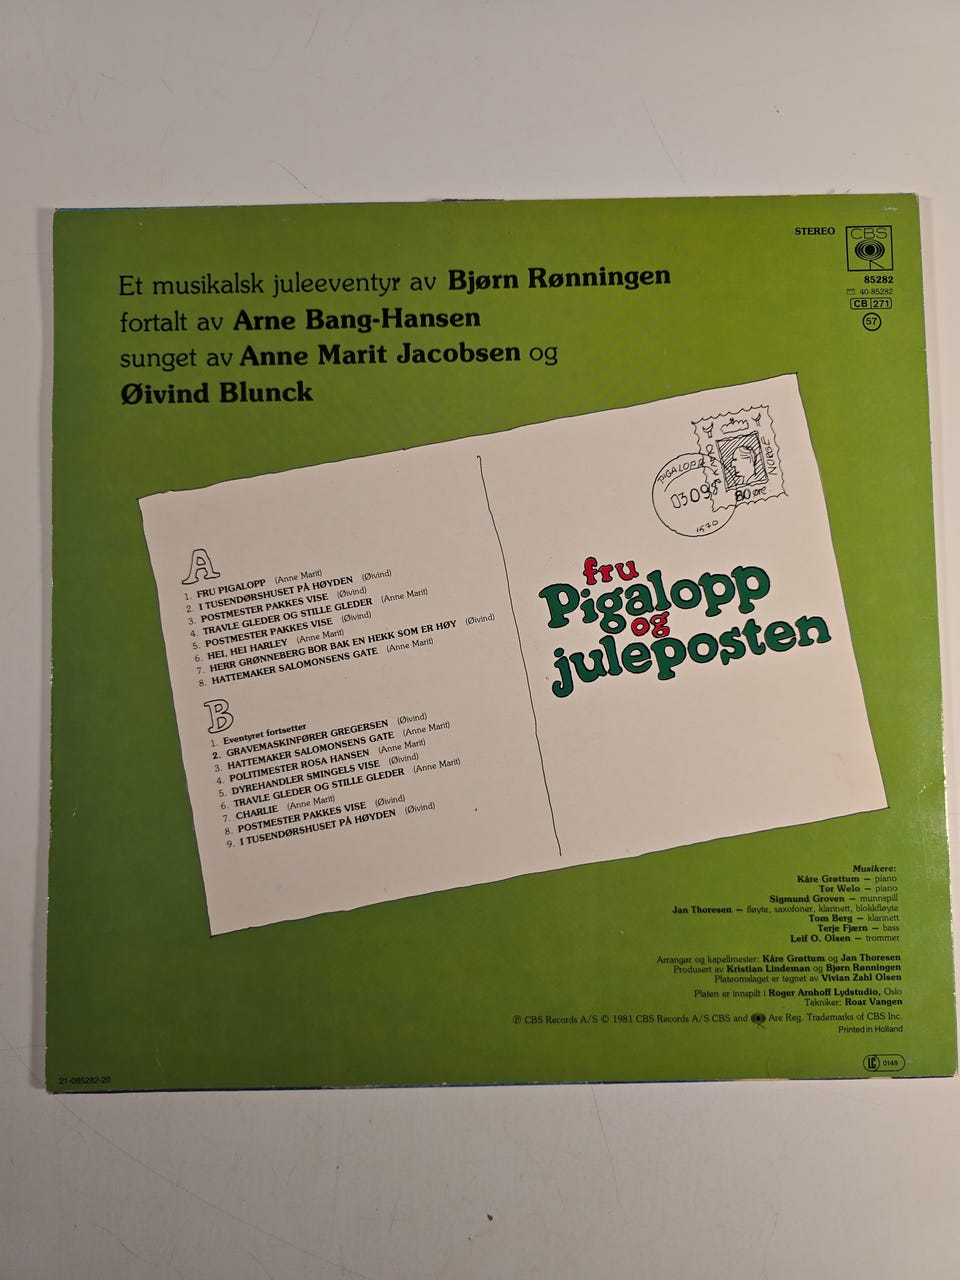 STEREO
CBS
85282
40-85282
CB 271
57
Et musikalsk juleeventyr av Bjørn Rønningen
fortalt av Arne Bang-Hansen
sunget av Anne Marit Jacobsen og
Øivind Blunck
PIGALOPP
0309
1570
NORGE
80 øre
A
1. FRU PIGALOPP (Anne Marit)
2. I TUSENDØRSHUSET PÅ HØYDEN (Øivind)
3. POSTMESTER PAKKES VISE (Øivind)
4. TRAVLE GLEDER OG STILLE GLEDER (Anne Marit)
5. POSTMESTER PAKKES VISE (Øivind)
6. HEI, HEI HARLEY (Anne Marit)
7. HERR GRØNNEBERG BOR BAK EN HEKK SOM ER HØY (Øivind)
8. HATTEMAKER SALOMONSENS GATE (Anne Marit)
B
1. Eventyret fortsetter
2. GRAVEMASKINFØRER GREGERSEN (Øivind)
3. HATTEMAKER SALOMONSENS GATE (Anne Marit)
4. POLITIMESTER ROSA HANSEN (Anne Marit)
5. DYREHANDLER SMINGELS VISE (Øivind)
6. TRAVLE GLEDER OG STILLE GLEDER (Anne Marit)
7. CHARLIE (Anne Marit)
8. POSTMESTER PAKKES VISE (Øivind)
9. I TUSENDØRSHUSET PÅ HØYDEN (Øivind)
fru
Pigalopp
og
juleposten
Musikere:
Kåre Grøttum – piano
Tor Welo – piano
Sigmund Groven – munnspill
Jan Thoresen – fløyte, saxofoner, klarinett, blokkfløyte
Tom Berg – klarinett
Terje Fjærn – bass
Leif O. Olsen – trommer
Arrangør og kapellmester: Kåre Grøttum og Jan Thoresen
Produsert av Kristian Lindeman og Bjørn Rønningen
Plateomslaget er tegnet av Vivian Zahl Olsen
Platen er innspilt i Roger Arnhoff Lydstudio, Oslo
Tekniker: Roar Vangen
℗ CBS Records A/S © 1981 CBS Records A/S CBS and Are Reg. Trademarks of CBS Inc.
Printed in Holland
LC 0149
21-085282-20